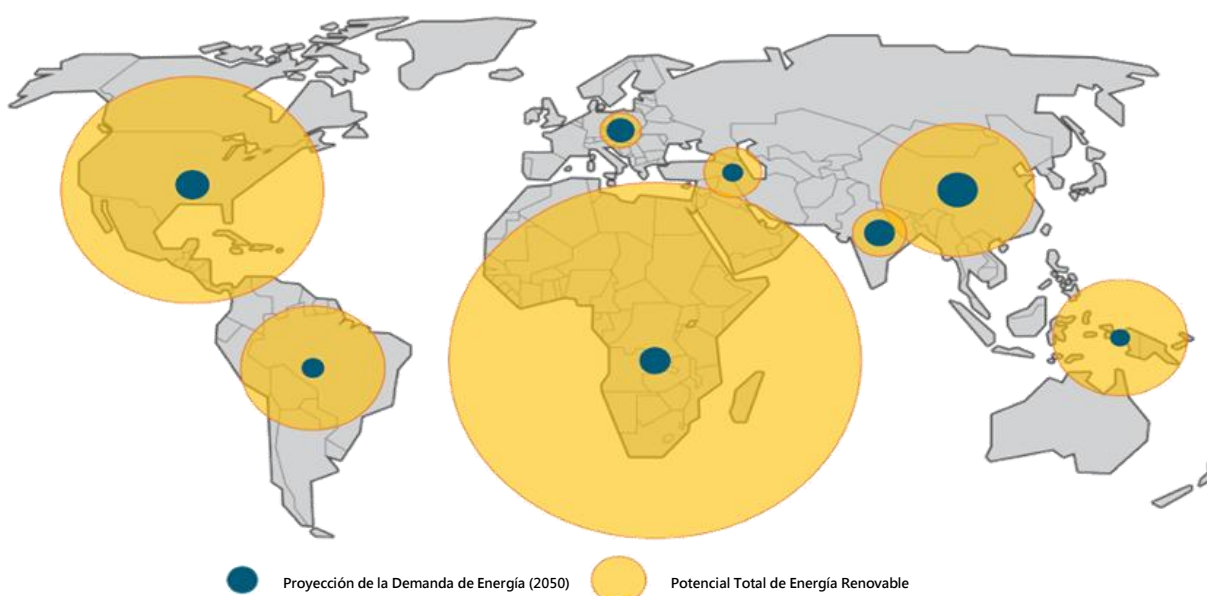 Proyección de la Demanda de Energía (2050)
Potencial Total de Energía Renovable